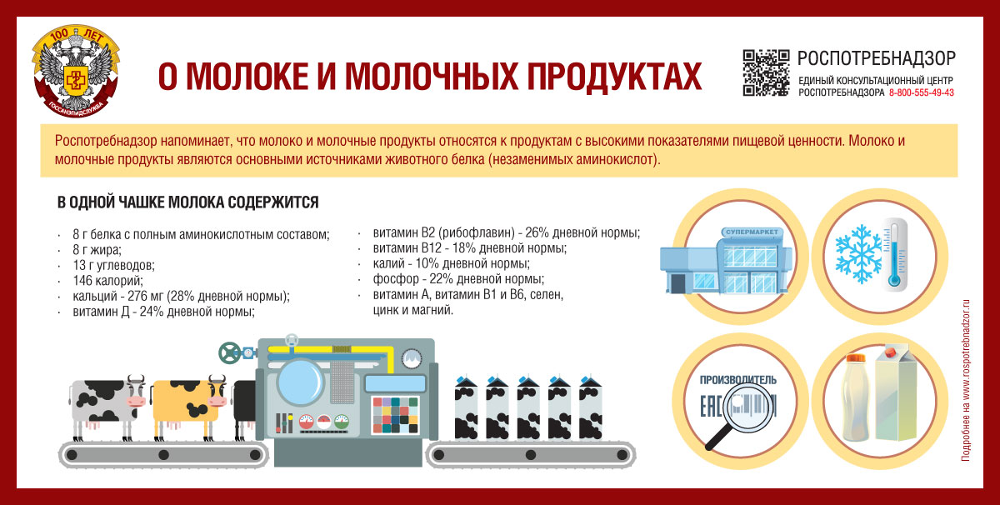 100 ЛЕТ
ГОССАНЭПИДСЛУЖБА
О МОЛОКЕ И МОЛОЧНЫХ ПРОДУКТАХ
РОСПОТРЕБНАДЗОР
ЕДИНЫЙ КОНСУЛЬТАЦИОННЫЙ ЦЕНТР
РОСПОТРЕБНАДЗОРА 8-800-555-49-43
Роспотребнадзор напоминает, что молоко и молочные продукты относятся к продуктам с высокими показателями пищевой ценности. Молоко и
молочные продукты являются основными источниками животного белка (незаменимых аминокислот).
В ОДНОЙ ЧАШКЕ МОЛОКА СОДЕРЖИТСЯ
· 8 г белка с полным аминокислотным составом;
· 8 г жира;
· 13 г углеводов;
· 146 калорий;
· кальций - 276 мг (28% дневной нормы);
· витамин Д - 24% дневной нормы;
· витамин В2 (рибофлавин) - 26% дневной нормы;
· витамин В12 - 18% дневной нормы;
· калий - 10% дневной нормы;
· фосфор - 22% дневной нормы;
· витамин А, витамин В1 и В6, селен,
цинк и магний.
СУПЕРМАРКЕТ
ПРОИЗВОДИТЕЛЬ
ЕАС
Подробнее на www.rospotrebnadzor.ru